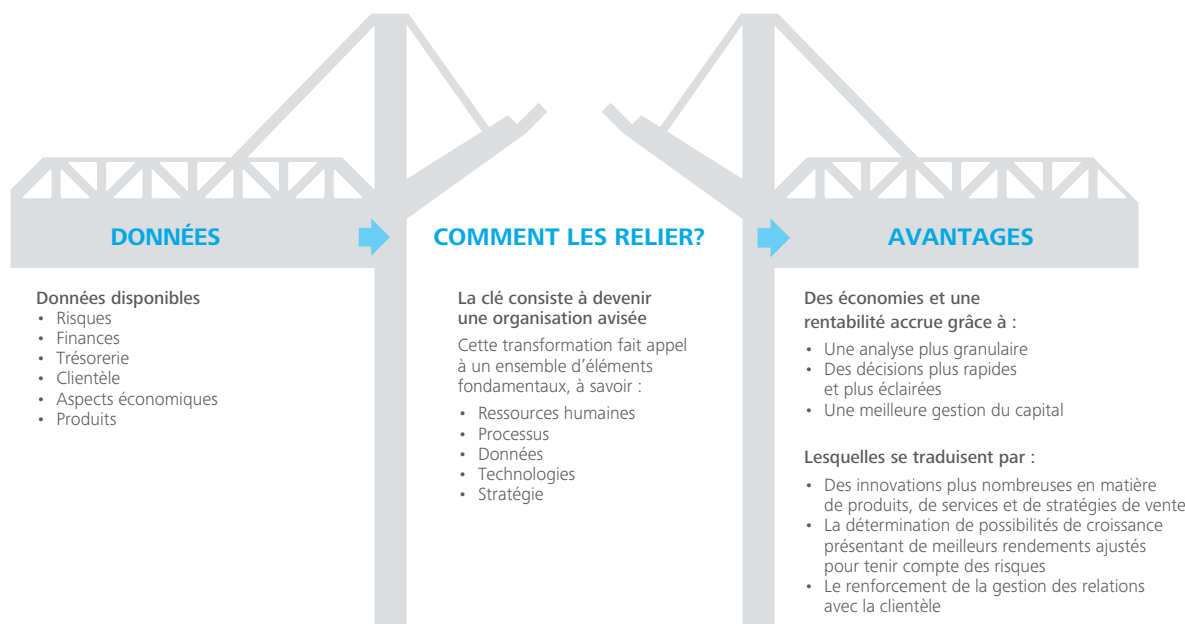 DONNÉES
COMMENT LES RELIER?
AVANTAGES
Données disponibles
• Risques
• Finances
• Trésorerie
• Clientèle
• Aspects économiques
• Produits
La clé consiste à devenir
une organisation avisée
Cette transformation fait appel
à un ensemble d’éléments
fondamentaux, à savoir :
• Ressources humaines
• Processus
• Données
• Technologies
• Stratégie
Des économies et une
rentabilité accrue grâce à :
• Une analyse plus granulaire
• Des décisions plus rapides
et plus éclairées
• Une meilleure gestion du capital
Lesquelles se traduisent par :
• Des innovations plus nombreuses en matière
de produits, de services et de stratégies de vente
• La détermination de possibilités de croissance
présentant de meilleurs rendements ajustés
pour tenir compte des risques
• Le renforcement de la gestion des relations
avec la clientèle